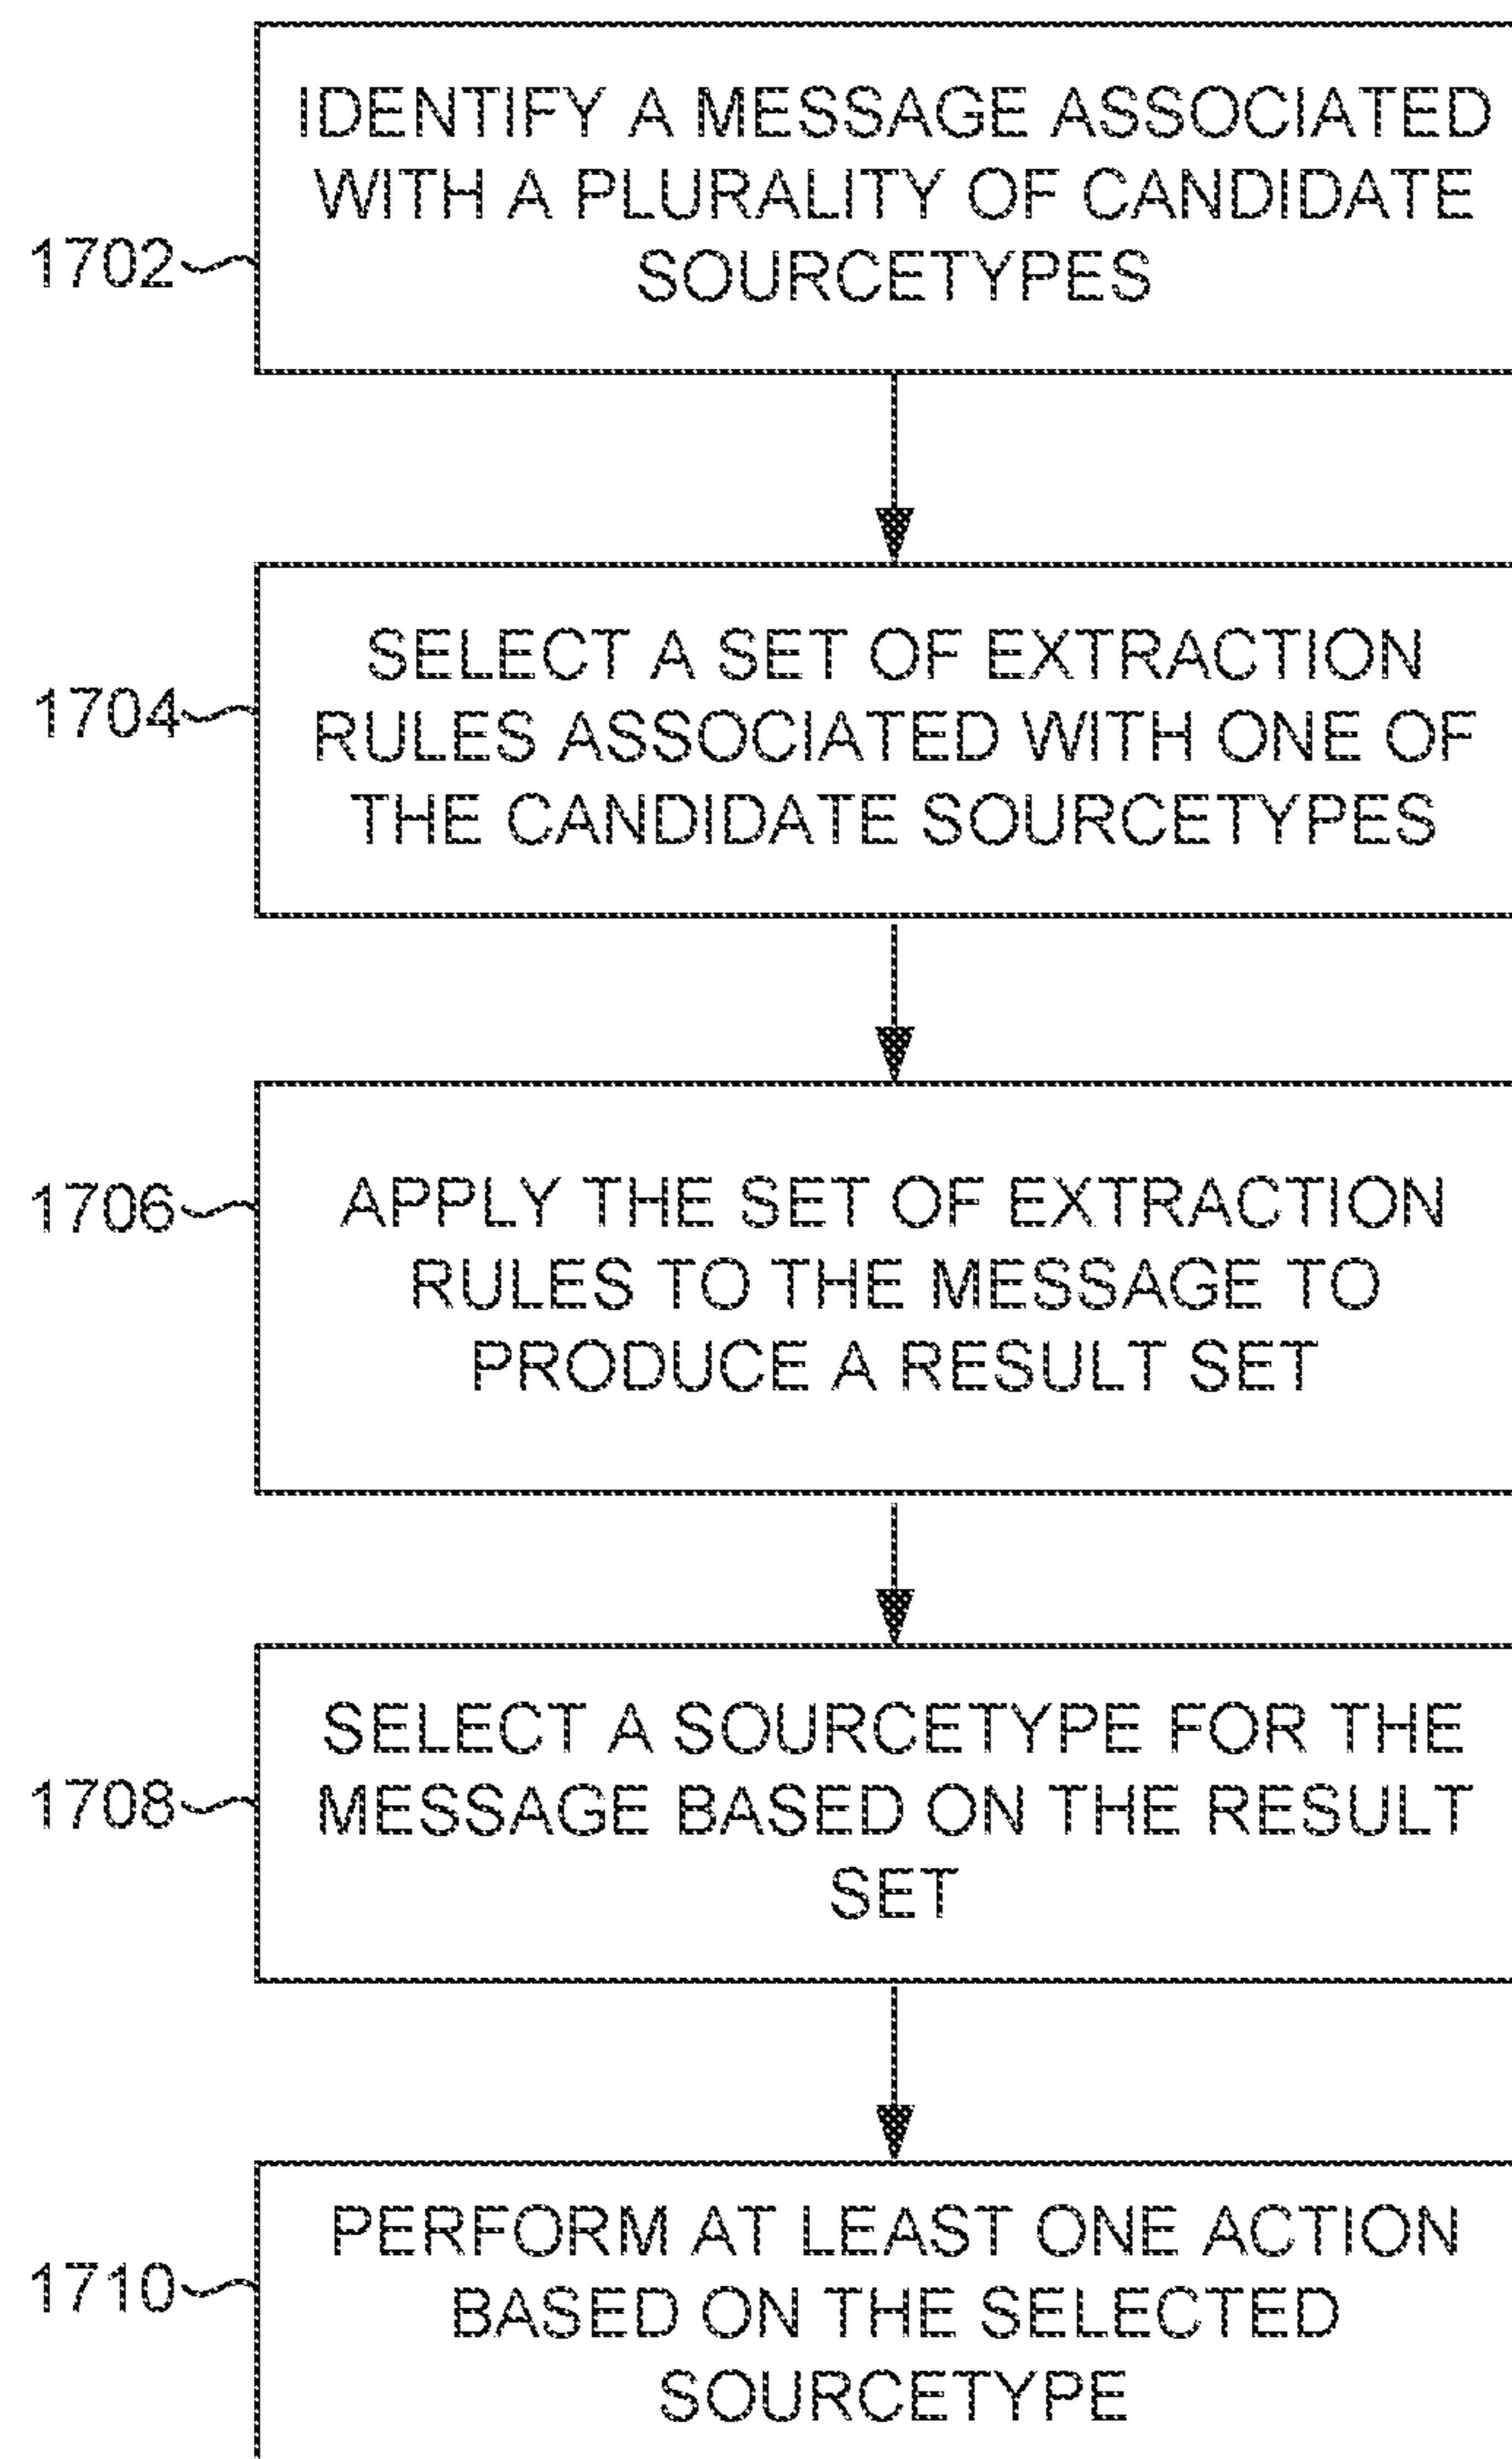 IDENTIFY A MESSAGE ASSOCIATED
WITH A PLURALITY OF CANDIDATE
SOURCETYPES
1702
SELECT A SET OF EXTRACTION
RULES ASSOCIATED WITH ONE OF
THE CANDIDATE SOURCETYPES
1704
APPLY THE SET OF EXTRACTION
RULES TO THE MESSAGE TO
PRODUCE A RESULT SET
1706
SELECT A SOURCETYPE FOR THE
MESSAGE BASED ON THE RESULT
SET
1708
PERFORM AT LEAST ONE ACTION
BASED ON THE SELECTED
SOURCETYPE
1710